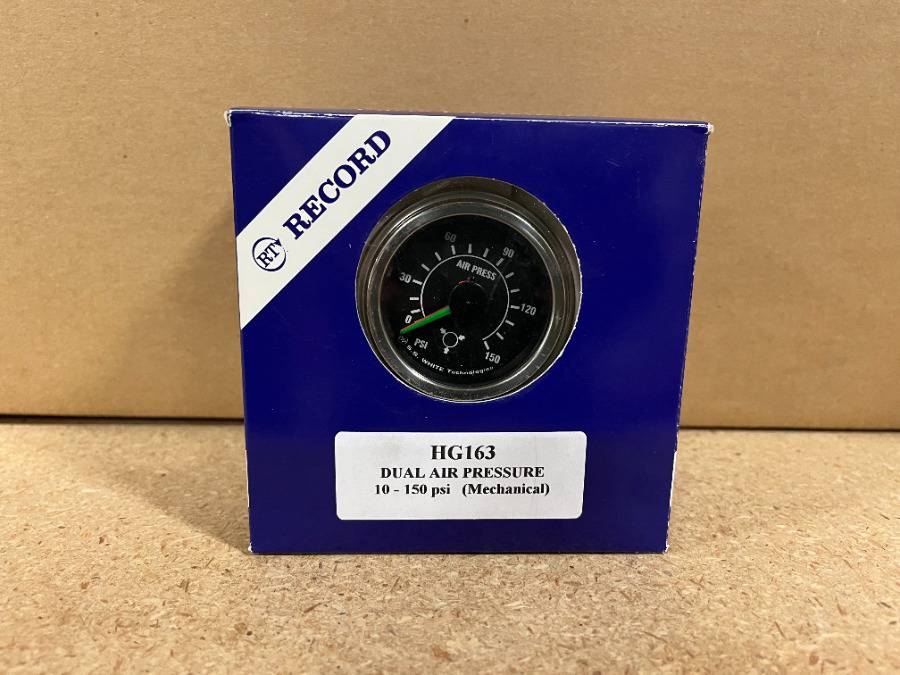 RT
RECORD
60
90
AIR PRESS
30
120
0
PSI
150
S.S. WHITE Technologies
HG163
DUAL AIR PRESSURE
10 - 150 psi (Mechanical)